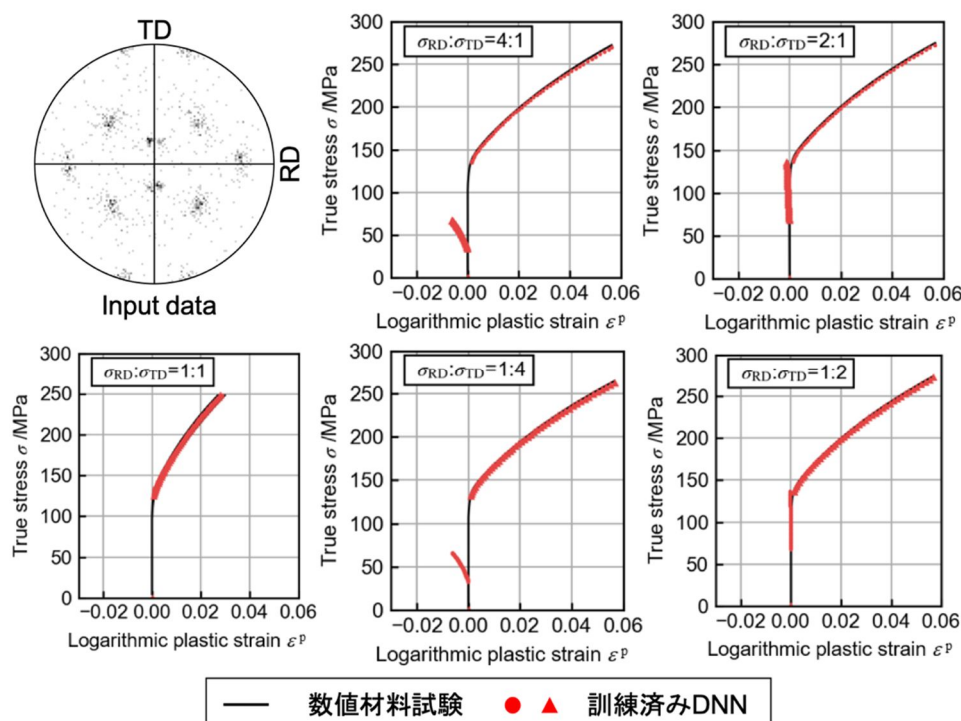 TD
RD
Input data
σRD:σTD=4:1
True stress σ /MPa
300
250
200
150
100
50
0
−0.02 0.00 0.02 0.04 0.06
Logarithmic plastic strain εᵖ
σRD:σTD=2:1
True stress σ /MPa
300
250
200
150
100
50
0
−0.02 0.00 0.02 0.04 0.06
Logarithmic plastic strain εᵖ
σRD:σTD=1:1
True stress σ /MPa
300
250
200
150
100
50
0
−0.02 0.00 0.02 0.04 0.06
Logarithmic plastic strain εᵖ
σRD:σTD=1:4
True stress σ /MPa
300
250
200
150
100
50
0
−0.02 0.00 0.02 0.04 0.06
Logarithmic plastic strain εᵖ
σRD:σTD=1:2
True stress σ /MPa
300
250
200
150
100
50
0
−0.02 0.00 0.02 0.04 0.06
Logarithmic plastic strain εᵖ
数値材料試験 訓練済みDNN